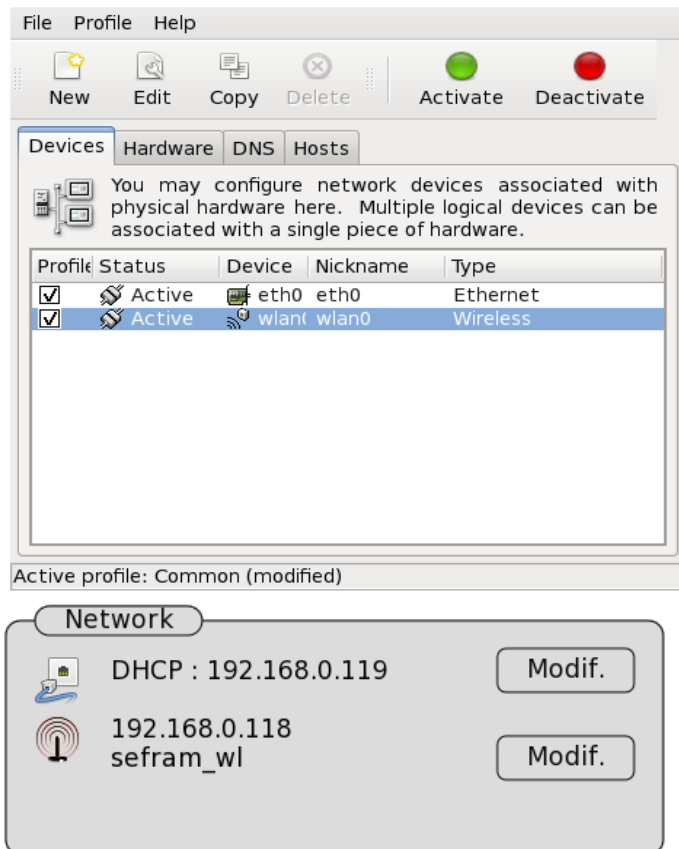 File Profile Help
New Edit Copy Delete Activate Deactivate
Devices Hardware DNS Hosts
You may configure network devices associated with
physical hardware here. Multiple logical devices can be
associated with a single piece of hardware.
Profile Status Device Nickname Type
Active eth0 eth0 Ethernet
Active wlan( wlan0 Wireless
Active profile: Common (modified)
Network
DHCP : 192.168.0.119 Modif.
192.168.0.118
sefram_wl Modif.